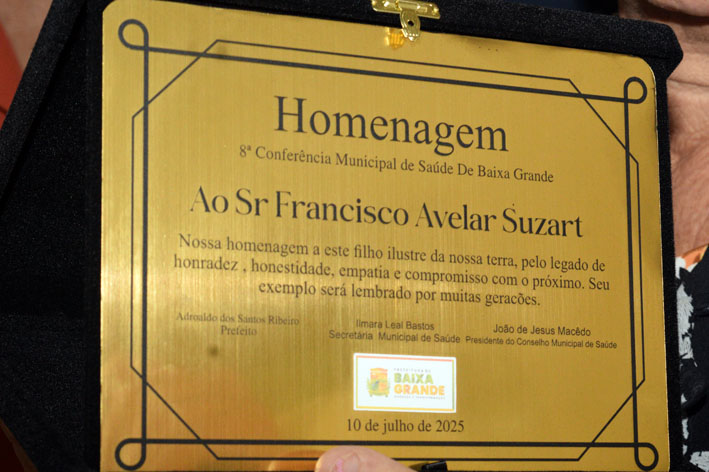 Homenagem
8ª Conferência Municipal de Saúde De Baixa Grande
Ao Sr Francisco Avelar Suzart
Nossa homenagem a este filho ilustre da nossa terra, pelo legado de
honradez , honestidade, empatia e compromisso com o próximo. Seu
exemplo será lembrado por muitas geracões.
Adroaldo dos Santos Ribeiro
Prefeito
Ilmara Leal Bastos
Secretária Municipal de Saúde
João de Jesus Macêdo
Presidente do Conselho Municipal de Saúde
PREFEITURA DE
BAIXA
GRANDE
10 de julho de 2025